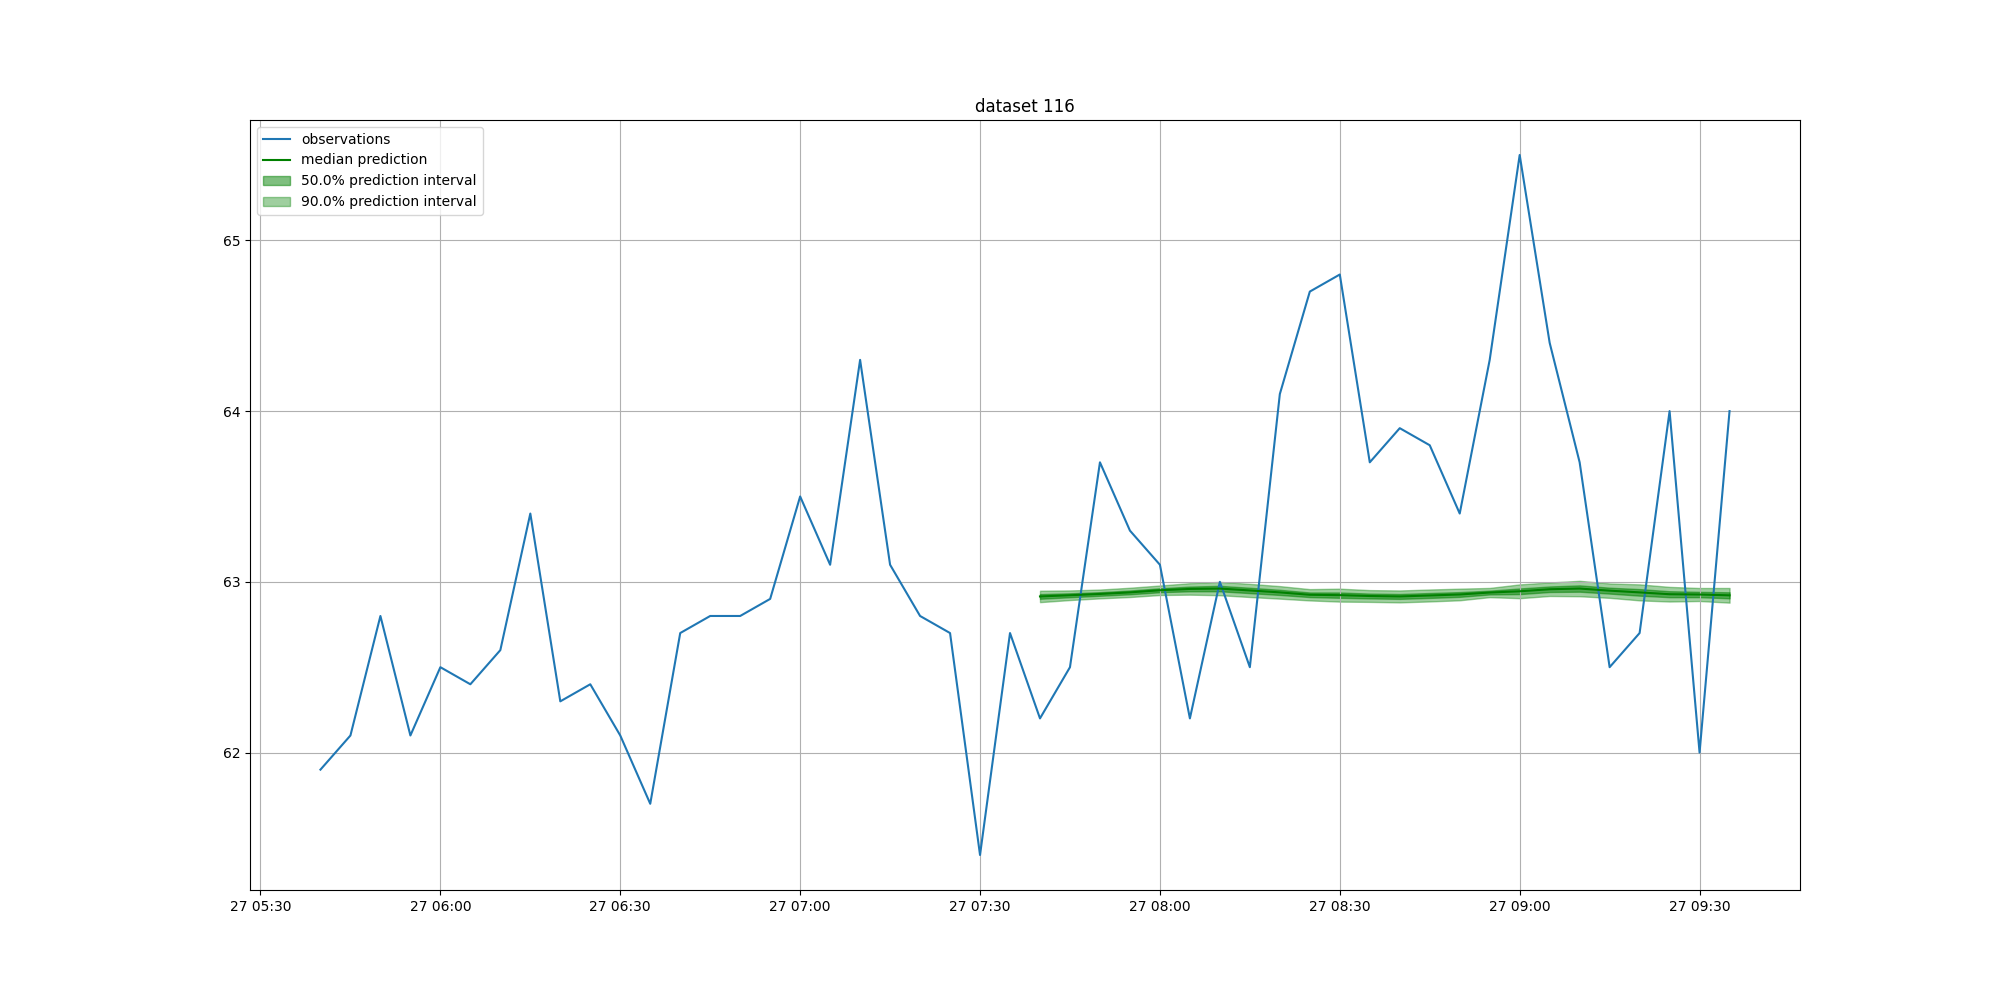 dataset 116
observations
median prediction
50.0% prediction interval
90.0% prediction interval
65
64
63
62
27 05:30
27 06:00
27 06:30
27 07:00
27 07:30
27 08:00
27 08:30
27 09:00
27 09:30